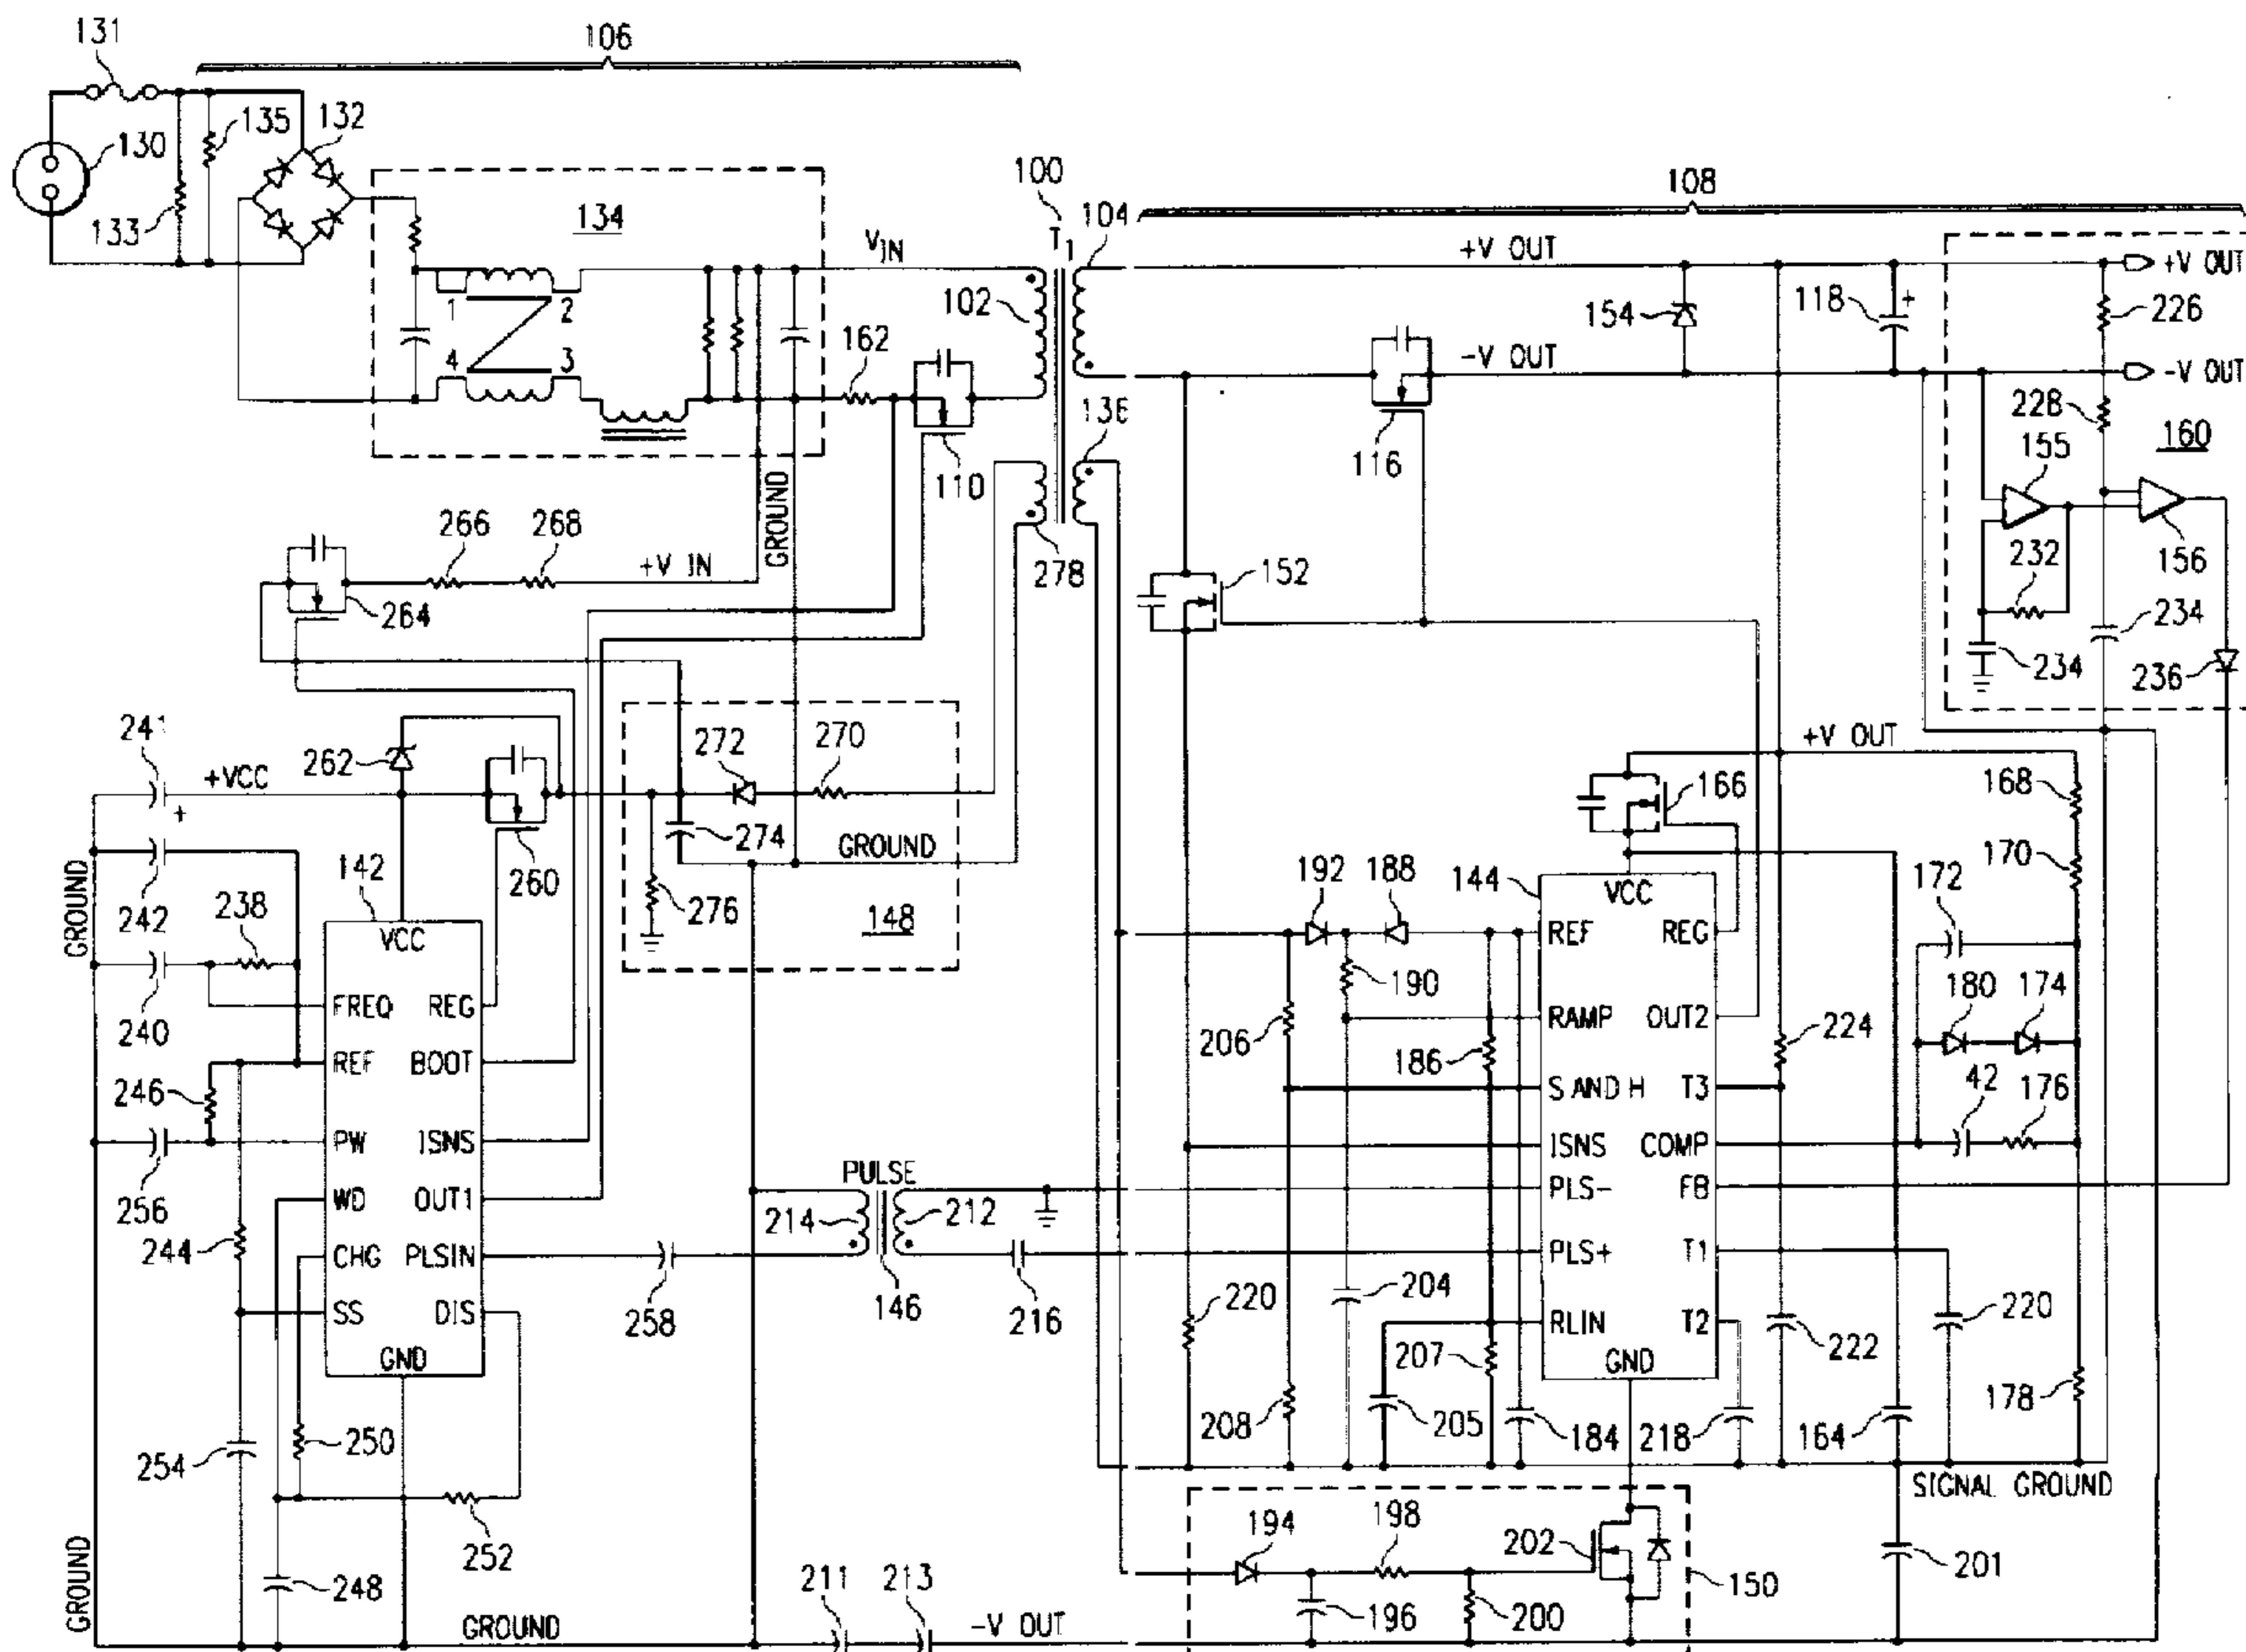 131
106
130
135
132
133
134
1
2
4
3
VIN
162
110
100
T1
104
102
136
278
108
+V OUT
-V OUT
154
118
+
+V OUT
-V OUT
226
228
160
155
156
232
234
234
236
116
152
GROUND
266
268
+V IN
264
241
+VCC
+
262
260
272
270
274
276
GROUND
148
GROUND
242
142
238
240
246
256
244
254
250
252
248
VCC
FREQ
REG
REF
BOOT
PW
ISNS
WD
OUT1
CHG
PLSIN
SS
DIS
GND
258
PULSE
214
212
146
216
+V OUT
166
168
170
172
180
174
42
176
192
188
144
190
206
186
VCC
REF
REG
RAMP
OUT2
S AND H
T3
ISNS
COMP
PLS-
FB
PLS+
T1
RLIN
T2
GND
224
220
204
207
208
205
184
218
222
164
220
178
SIGNAL GROUND
194
198
202
196
200
150
201
GROUND
GROUND
211
213
-V OUT